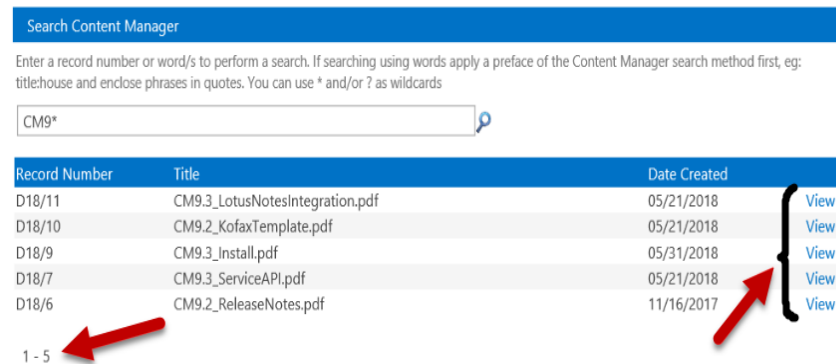 Search Content Manager
Enter a record number or word/s to perform a search. If searching using words apply a preface of the Content Manager search method first, eg:
title:house and enclose phrases in quotes. You can use * and/or ? as wildcards
CM9*
Record Number Title Date Created
D18/11 CM9.3_LotusNotesIntegration.pdf 05/21/2018 View
D18/10 CM9.2_KofaxTemplate.pdf 05/21/2018 View
D18/9 CM9.3_Install.pdf 05/31/2018 View
D18/7 CM9.3_ServiceAPI.pdf 05/21/2018 View
D18/6 CM9.2_ReleaseNotes.pdf 11/16/2017 View
1 - 5